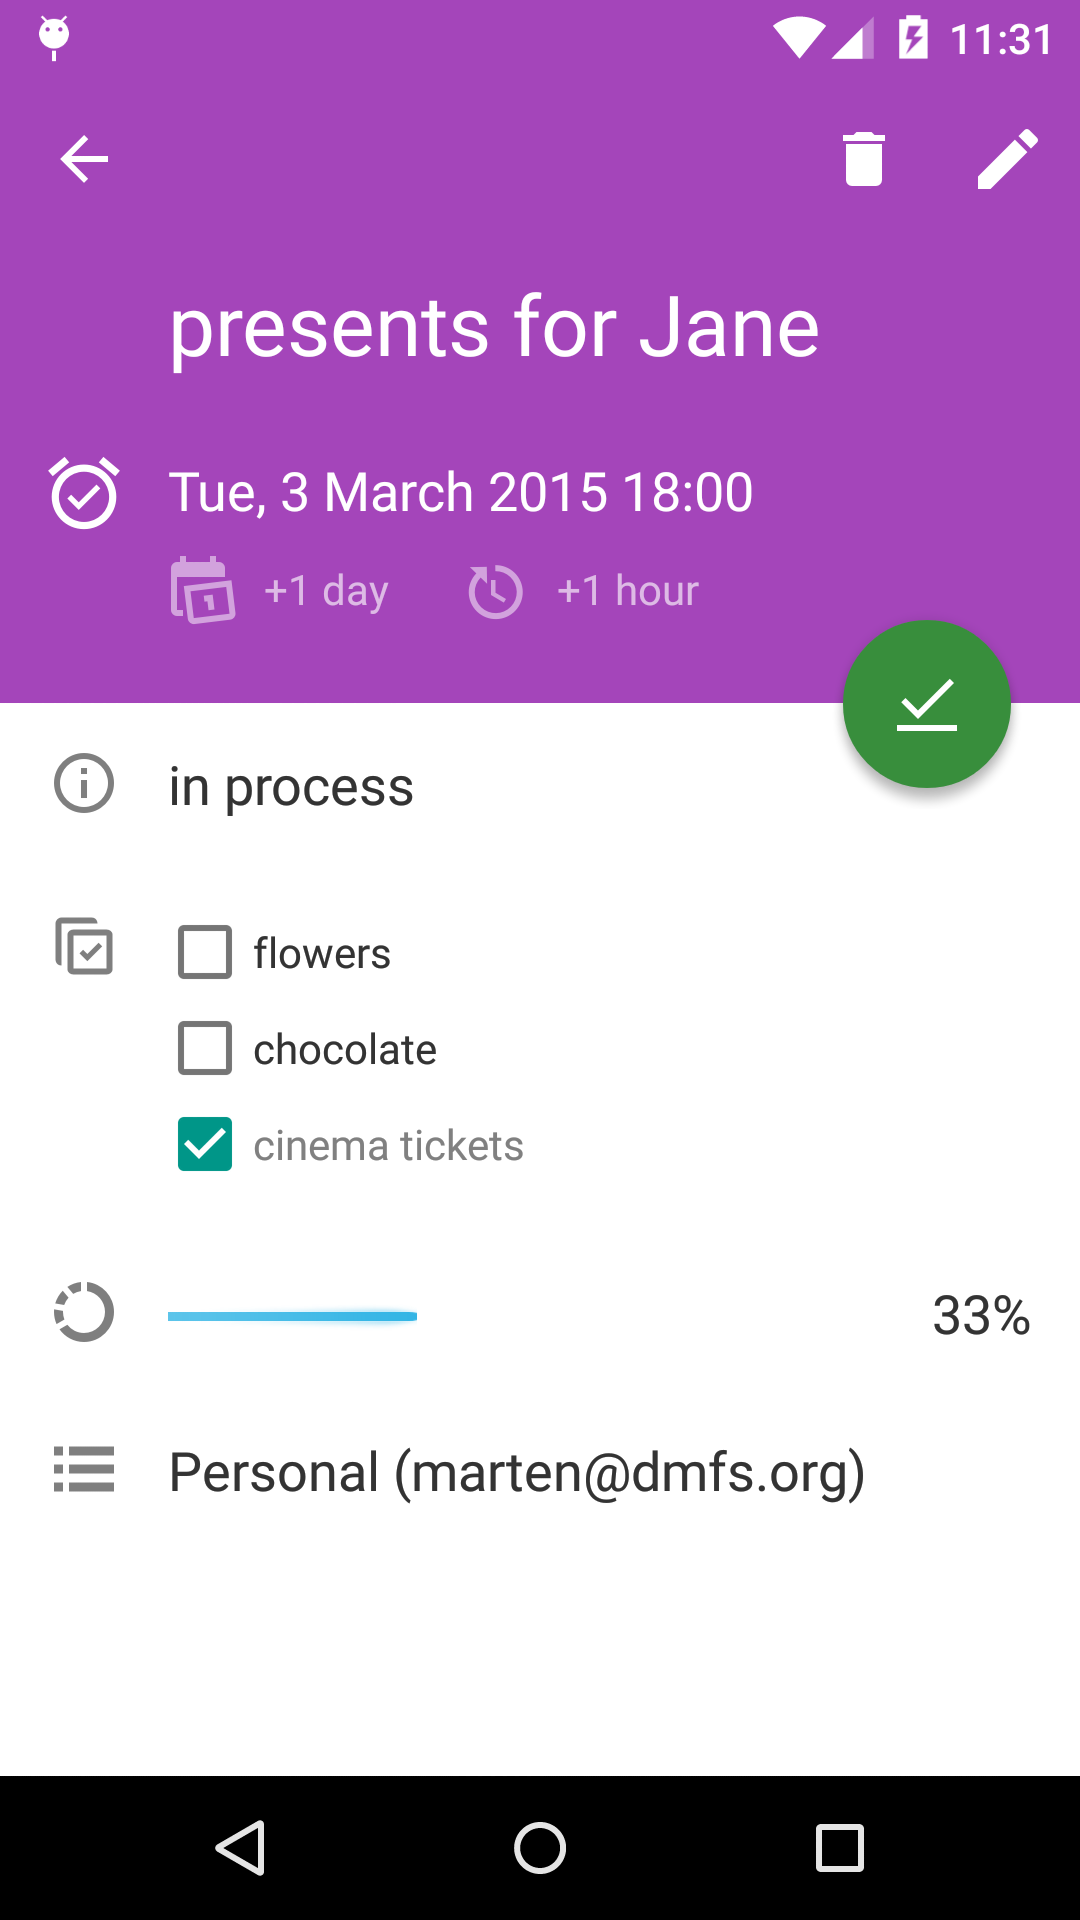 11:31
presents for Jane
Tue, 3 March 2015 18:00
1 +1 day +1 hour
in process
flowers
chocolate
cinema tickets
33%
Personal (marten@dmfs.org)